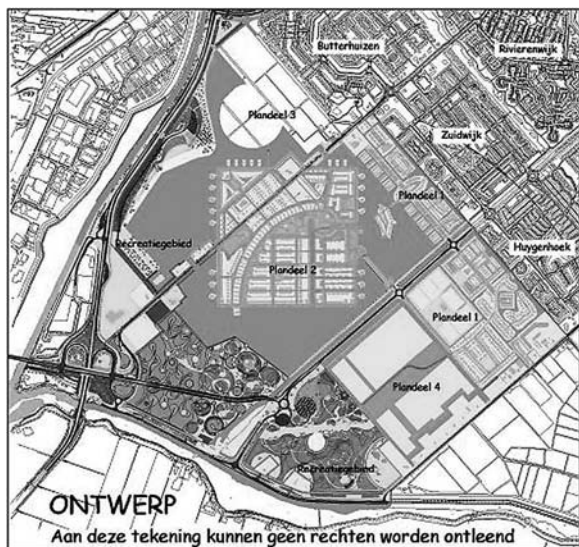 Butterhuizen
Rivierenwijk
Plandeel 3
Zuidwijk
Plandeel 1
Huygenhoek
Recreatiegebied
Plandeel 2
Plandeel 1
Plandeel 4
Recreatiegebied
ONTWERP
Aan deze tekening kunnen geen rechten worden ontleend